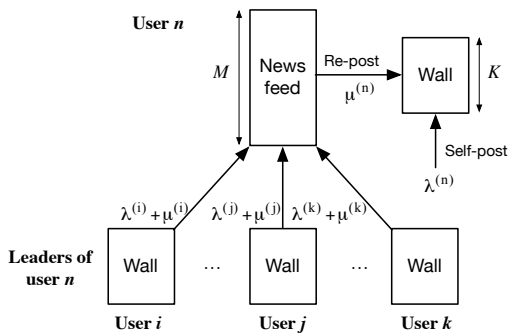 User n
M
News
feed
Re-post
μ(n)
Wall
K
Self-post
λ(n)
λ(i) + μ(i)
λ(j) + μ(j)
λ(k) + μ(k)
Leaders of
user n
Wall
...
Wall
...
Wall
User i
User j
User k